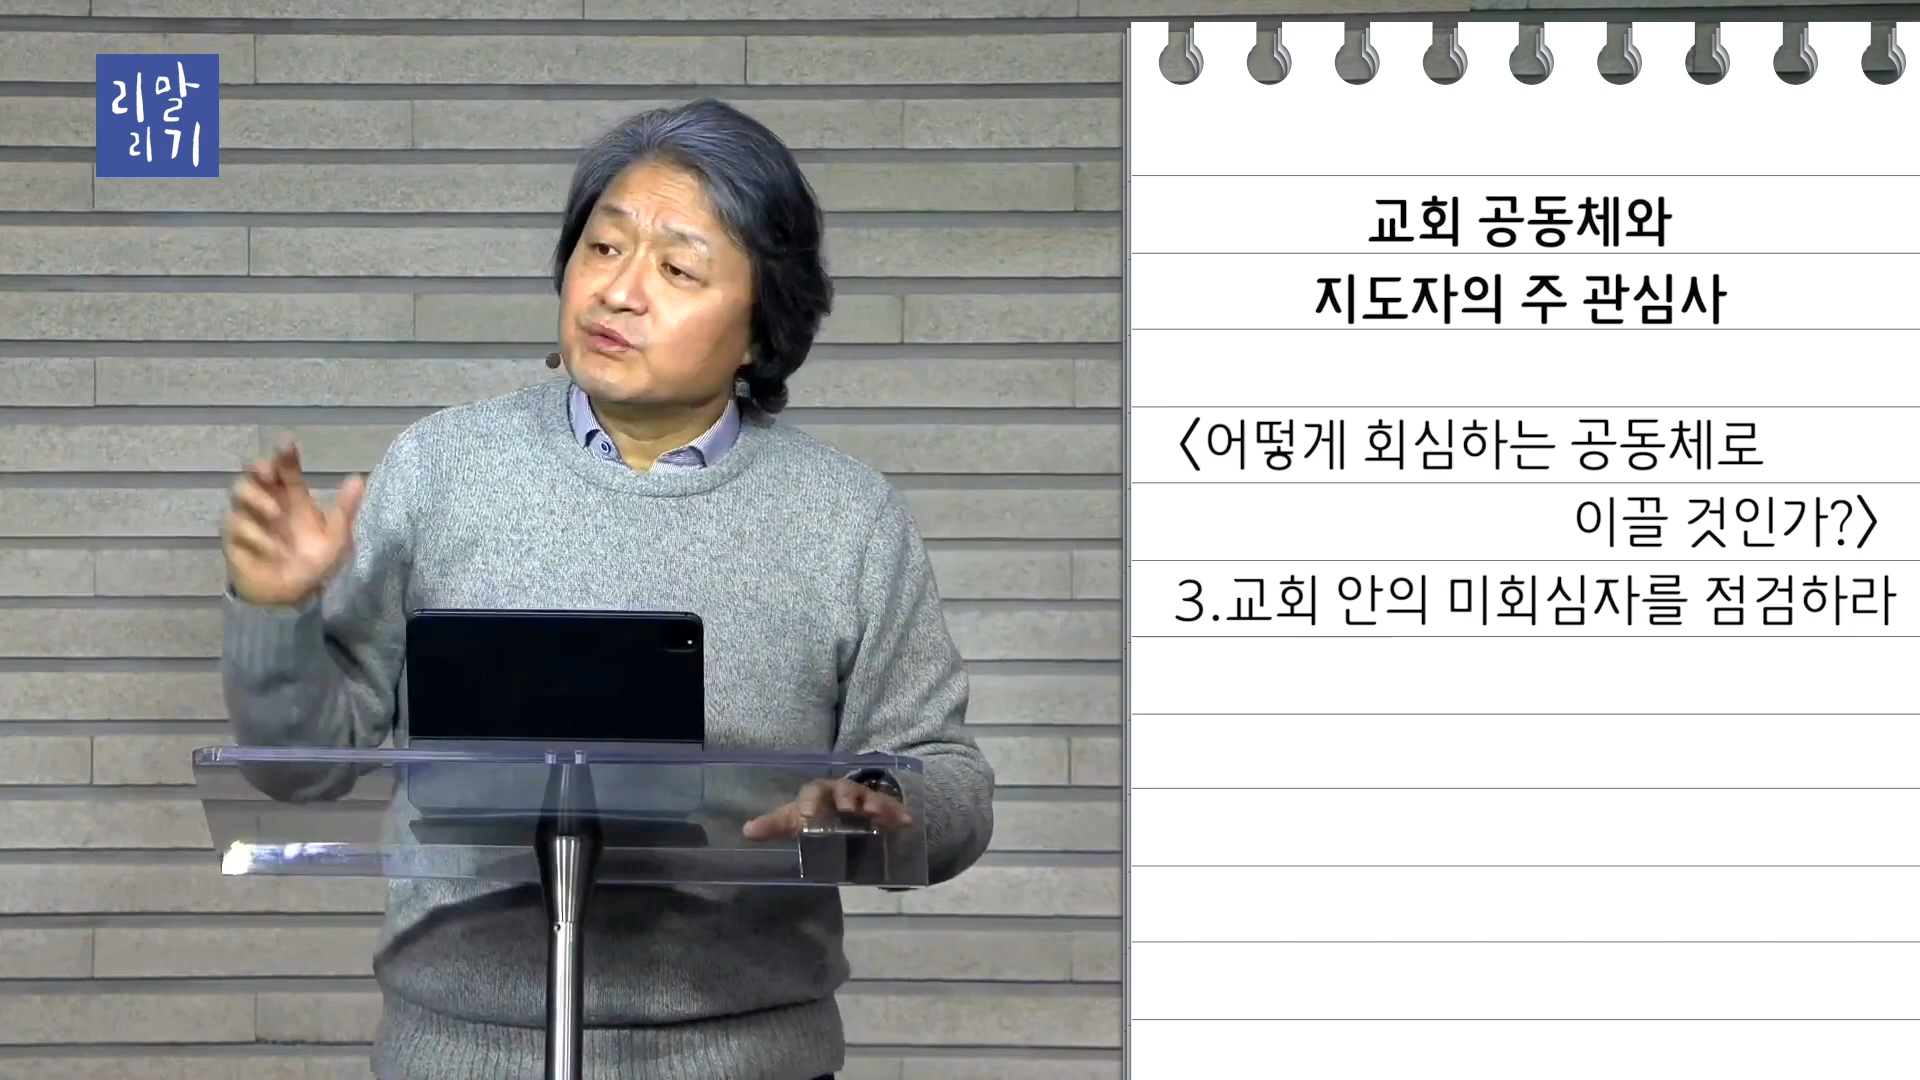 리말
리기
교회 공동체와
지도자의 주 관심사
〈어떻게 회심하는 공동체로
이끌 것인가?〉
3.교회 안의 미회심자를 점검하라